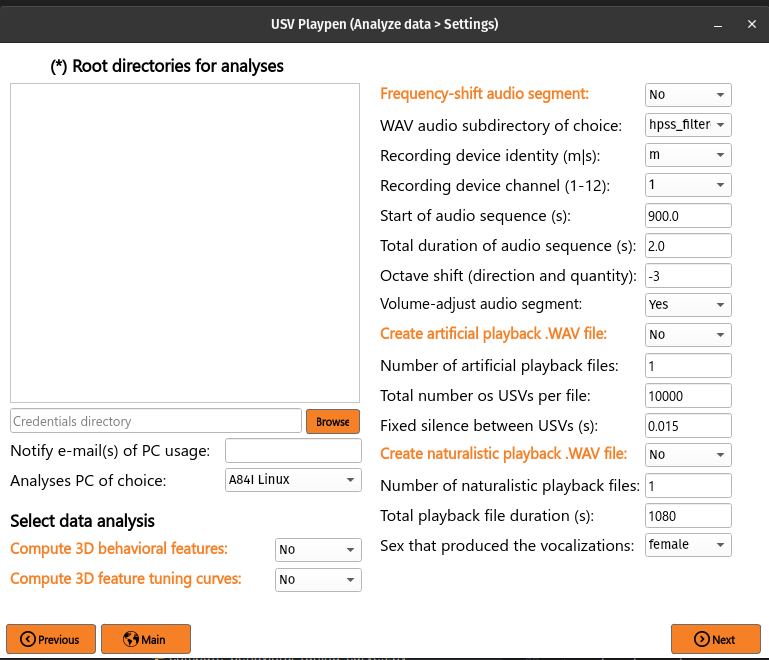 USV Playpen (Analyze data > Settings)
(*) Root directories for analyses
Credentials directory
Browse
Notify e-mail(s) of PC usage:
Analyses PC of choice: A84I Linux
Select data analysis
Compute 3D behavioral features: No
Compute 3D feature tuning curves: No
Frequency-shift audio segment: No
WAV audio subdirectory of choice: hpss_filter
Recording device identity (m|s): m
Recording device channel (1-12): 1
Start of audio sequence (s): 900.0
Total duration of audio sequence (s): 2.0
Octave shift (direction and quantity): -3
Volume-adjust audio segment: Yes
Create artificial playback .WAV file: No
Number of artificial playback files: 1
Total number os USVs per file: 10000
Fixed silence between USVs (s): 0.015
Create naturalistic playback .WAV file: No
Number of naturalistic playback files: 1
Total playback file duration (s): 1080
Sex that produced the vocalizations: female
Previous
Main
Next